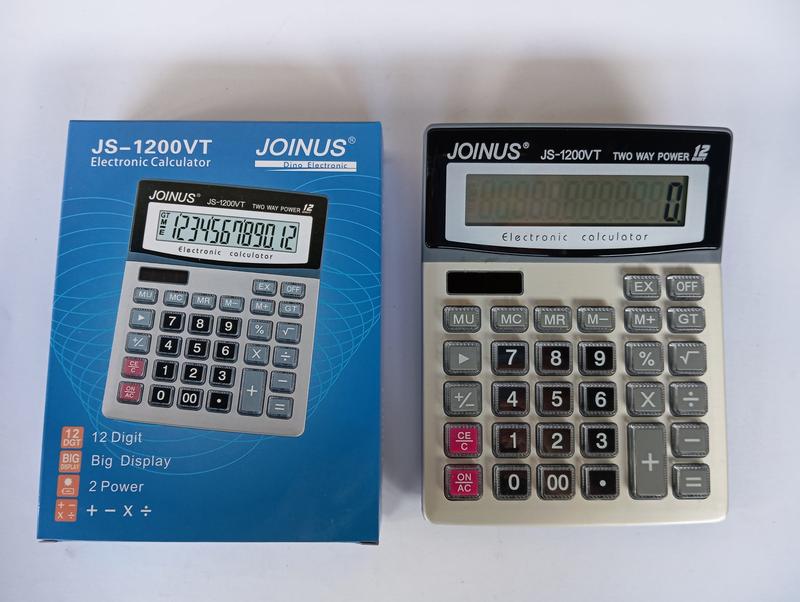 JS-1200VT
Electronic Calculator
JOINUS®
Dino Electronic
JOINUS®
JS-1200VT
TWO WAY POWER 12
DIGIT
GT
M
E
1234567890.12
Electronic calculator
EX OFF
MU MC MR M− M+ GT
▶ 7 8 9 % √
+/− 4 5 6 X ÷
CE/C 1 2 3 + −
ON/AC 0 00 • =
12 DGT 12 Digit
BIG DISPLAY Big Display
2 Power
+ − X ÷ + − X ÷
JOINUS® JS-1200VT TWO WAY POWER 12
DIGIT
0.
Electronic calculator
EX OFF
MU MC MR M− M+ GT
▶ 7 8 9 % √
+/− 4 5 6 X ÷
CE/C 1 2 3 + −
ON/AC 0 00 • =